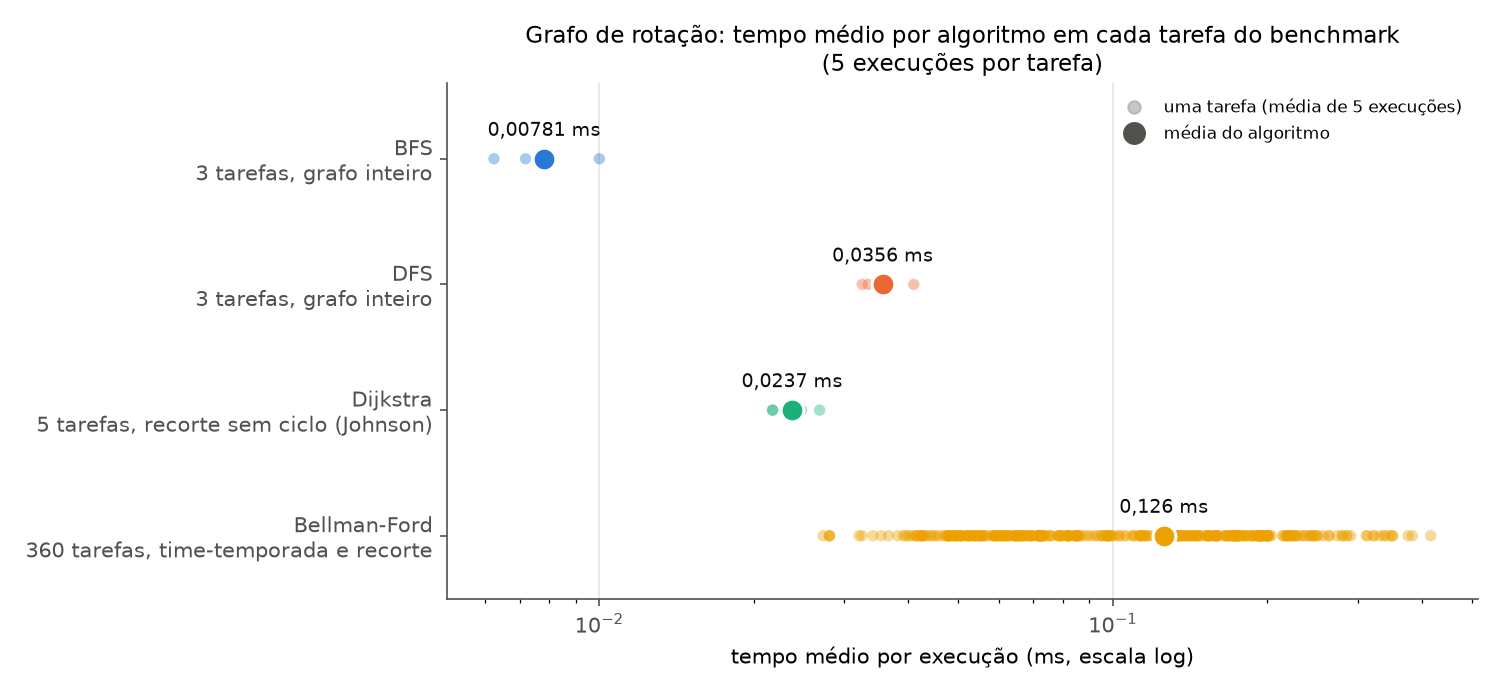 Grafo de rotação: tempo médio por algoritmo em cada tarefa do benchmark
(5 execuções por tarefa)
uma tarefa (média de 5 execuções)
média do algoritmo
0,00781 ms
BFS
3 tarefas, grafo inteiro
0,0356 ms
DFS
3 tarefas, grafo inteiro
0,0237 ms
Dijkstra
5 tarefas, recorte sem ciclo (Johnson)
0,126 ms
Bellman-Ford
360 tarefas, time-temporada e recorte
10⁻² 10⁻¹
tempo médio por execução (ms, escala log)